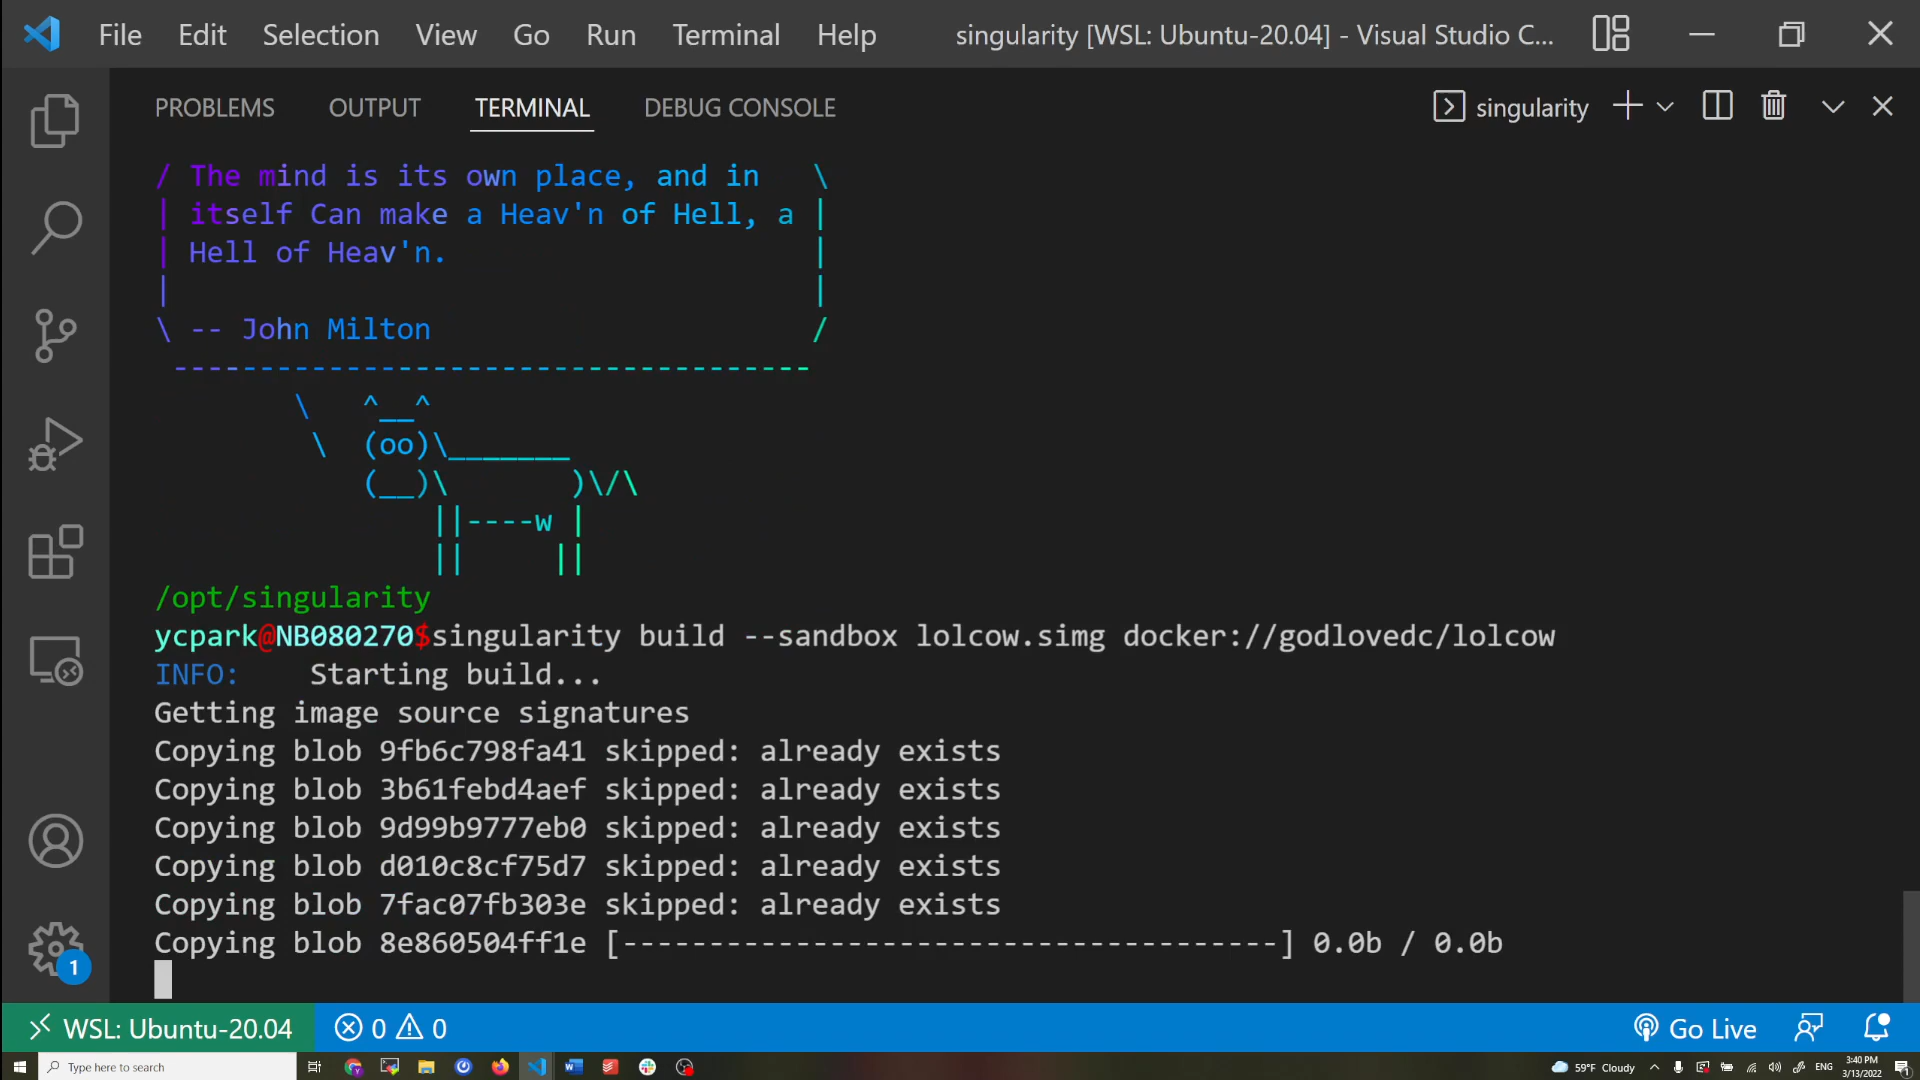 File Edit Selection View Go Run Terminal Help singularity [WSL: Ubuntu-20.04] - Visual Studio C...
PROBLEMS OUTPUT TERMINAL DEBUG CONSOLE singularity
/ The mind is its own place, and in \
| itself Can make a Heav'n of Hell, a |
| Hell of Heav'n. |
| |
\ -- John Milton /
-------------------------------------
\ ^__^
\ (oo)\_______
(__)\ )\/\
||----w |
|| ||
/opt/singularity
ycpark@NB080270$singularity build --sandbox lolcow.simg docker://godlovedc/lolcow
INFO: Starting build...
Getting image source signatures
Copying blob 9fb6c798fa41 skipped: already exists
Copying blob 3b61febd4aef skipped: already exists
Copying blob 9d99b9777eb0 skipped: already exists
Copying blob d010c8cf75d7 skipped: already exists
Copying blob 7fac07fb303e skipped: already exists
Copying blob 8e860504ff1e [--------------------------------------] 0.0b / 0.0b
1
WSL: Ubuntu-20.04 0 0 Go Live
Type here to search 59°F Cloudy ENG 3:40 PM
3/13/2022